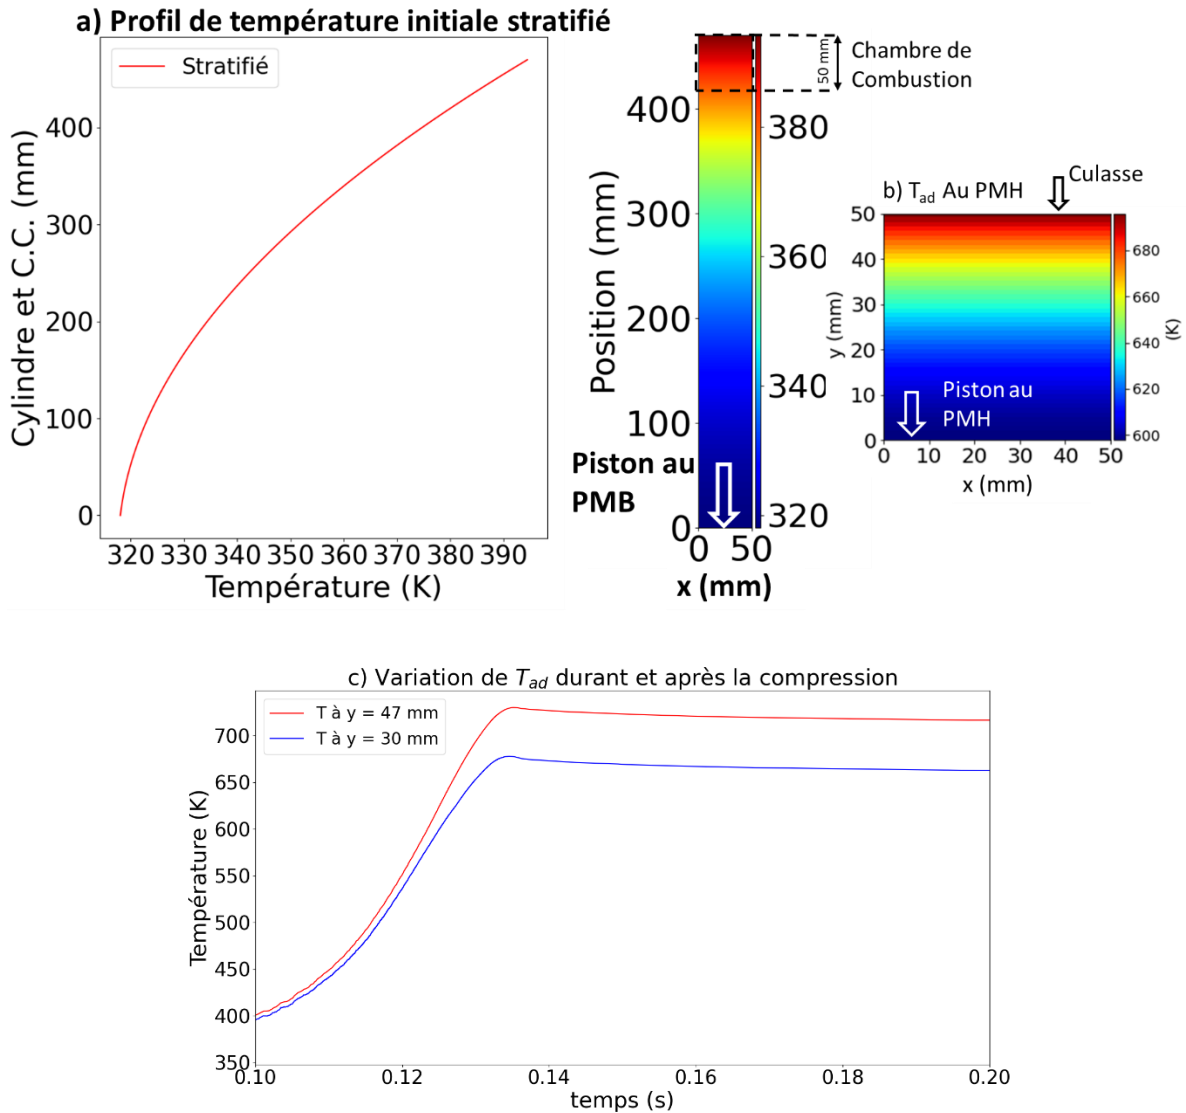 a) Profil de température initiale stratifié
Stratifié
Cylindre et C.C. (mm)
400
300
200
100
0
320 330 340 350 360 370 380 390
Température (K)
Position (mm)
400
300
200
100
0
0 50
x (mm)
380
360
340
320
50 mm
Chambre de
Combustion
Piston au
PMB
b) Tad Au PMH
Culasse
y (mm)
50
40
30
20
10
0
Piston au
PMH
0 10 20 30 40 50
x (mm)
680
660
640
620
600
(K)
c) Variation de Tad durant et après la compression
T à y = 47 mm
T à y = 30 mm
Température (K)
700
650
600
550
500
450
400
350
0.10 0.12 0.14 0.16 0.18 0.20
temps (s)